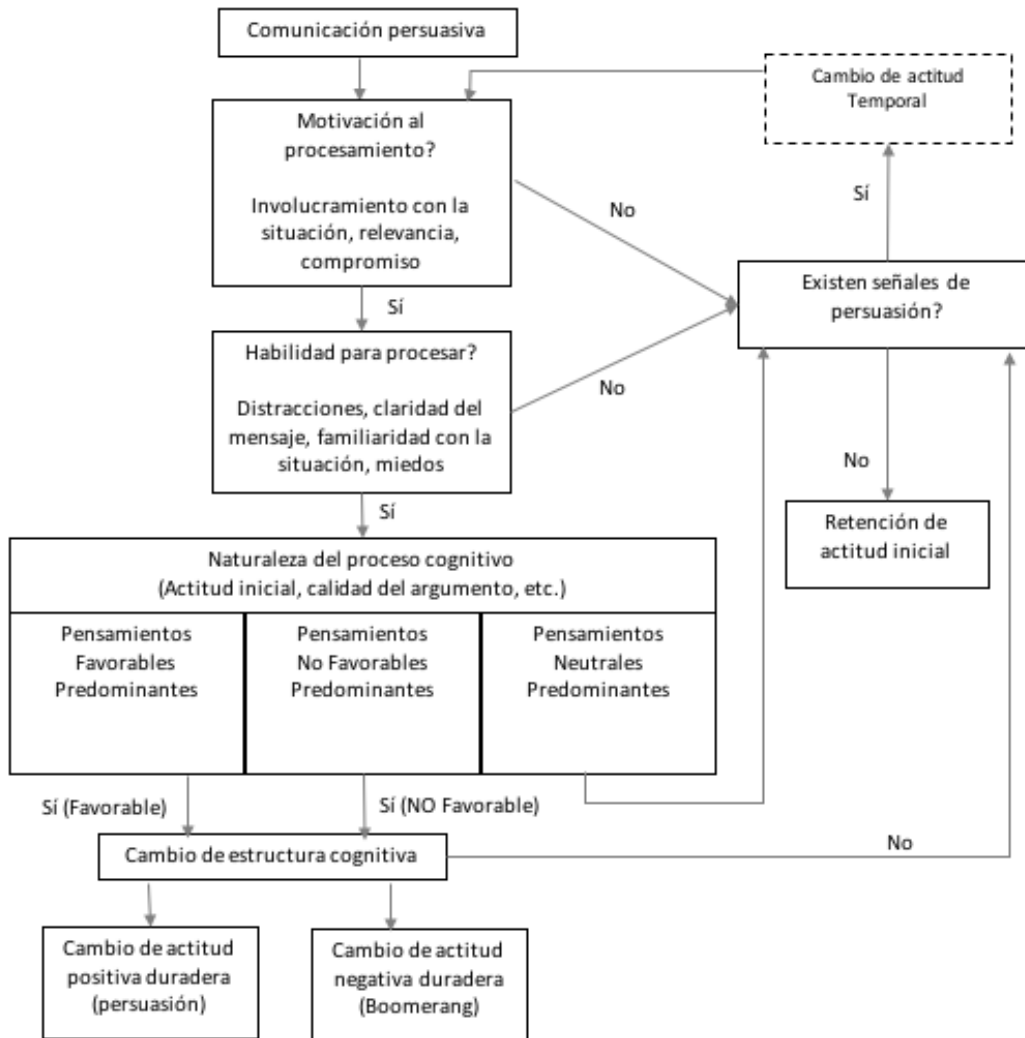 Comunicación persuasiva
Cambio de actitud
Temporal
Motivación al
procesamiento?
Involucramiento con la
situación, relevancia,
compromiso
No
Sí
Existen señales de
persuasión?
Sí
Habilidad para procesar?
Distracciones, claridad del
mensaje, familiaridad con la
situación, miedos
No
No
Retención de
actitud inicial
Sí
Naturaleza del proceso cognitivo
(Actitud inicial, calidad del argumento, etc.)
Pensamientos
Favorables
Predominantes
Pensamientos
No Favorables
Predominantes
Pensamientos
Neutrales
Predominantes
Sí (Favorable)
Sí (NO Favorable)
Cambio de estructura cognitiva
No
Cambio de actitud
positiva duradera
(persuasión)
Cambio de actitud
negativa duradera
(Boomerang)